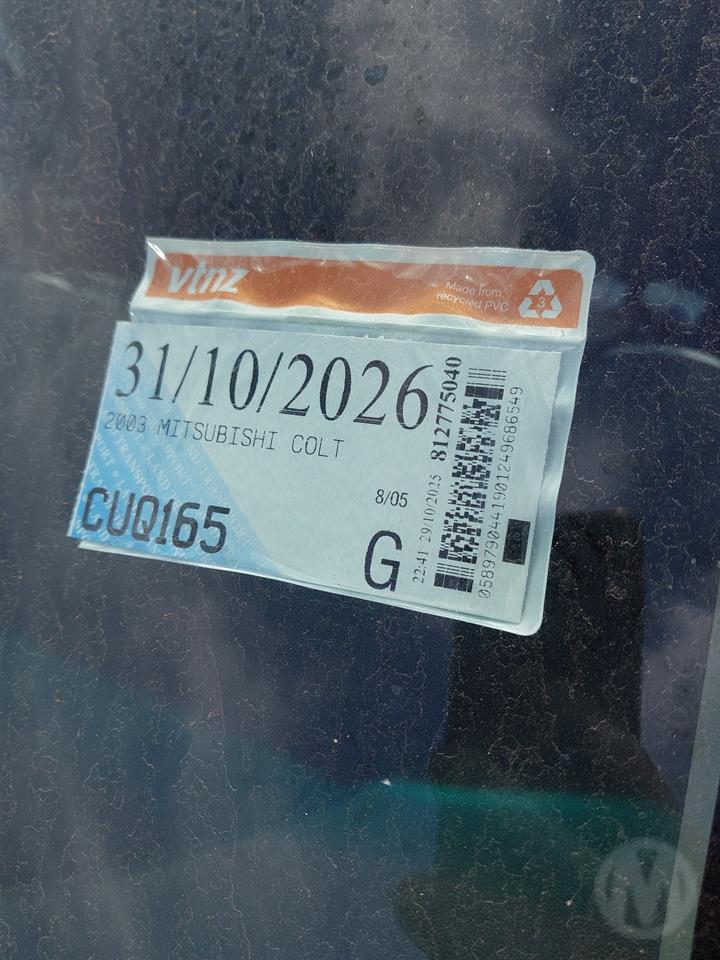 vtnz
Made from
recycled PVC
3
31/10/2026
2003 MITSUBISHI COLT
8/05
CUQ165
G
22:41 29/10/2025 812775040
0589790441901249686549
M